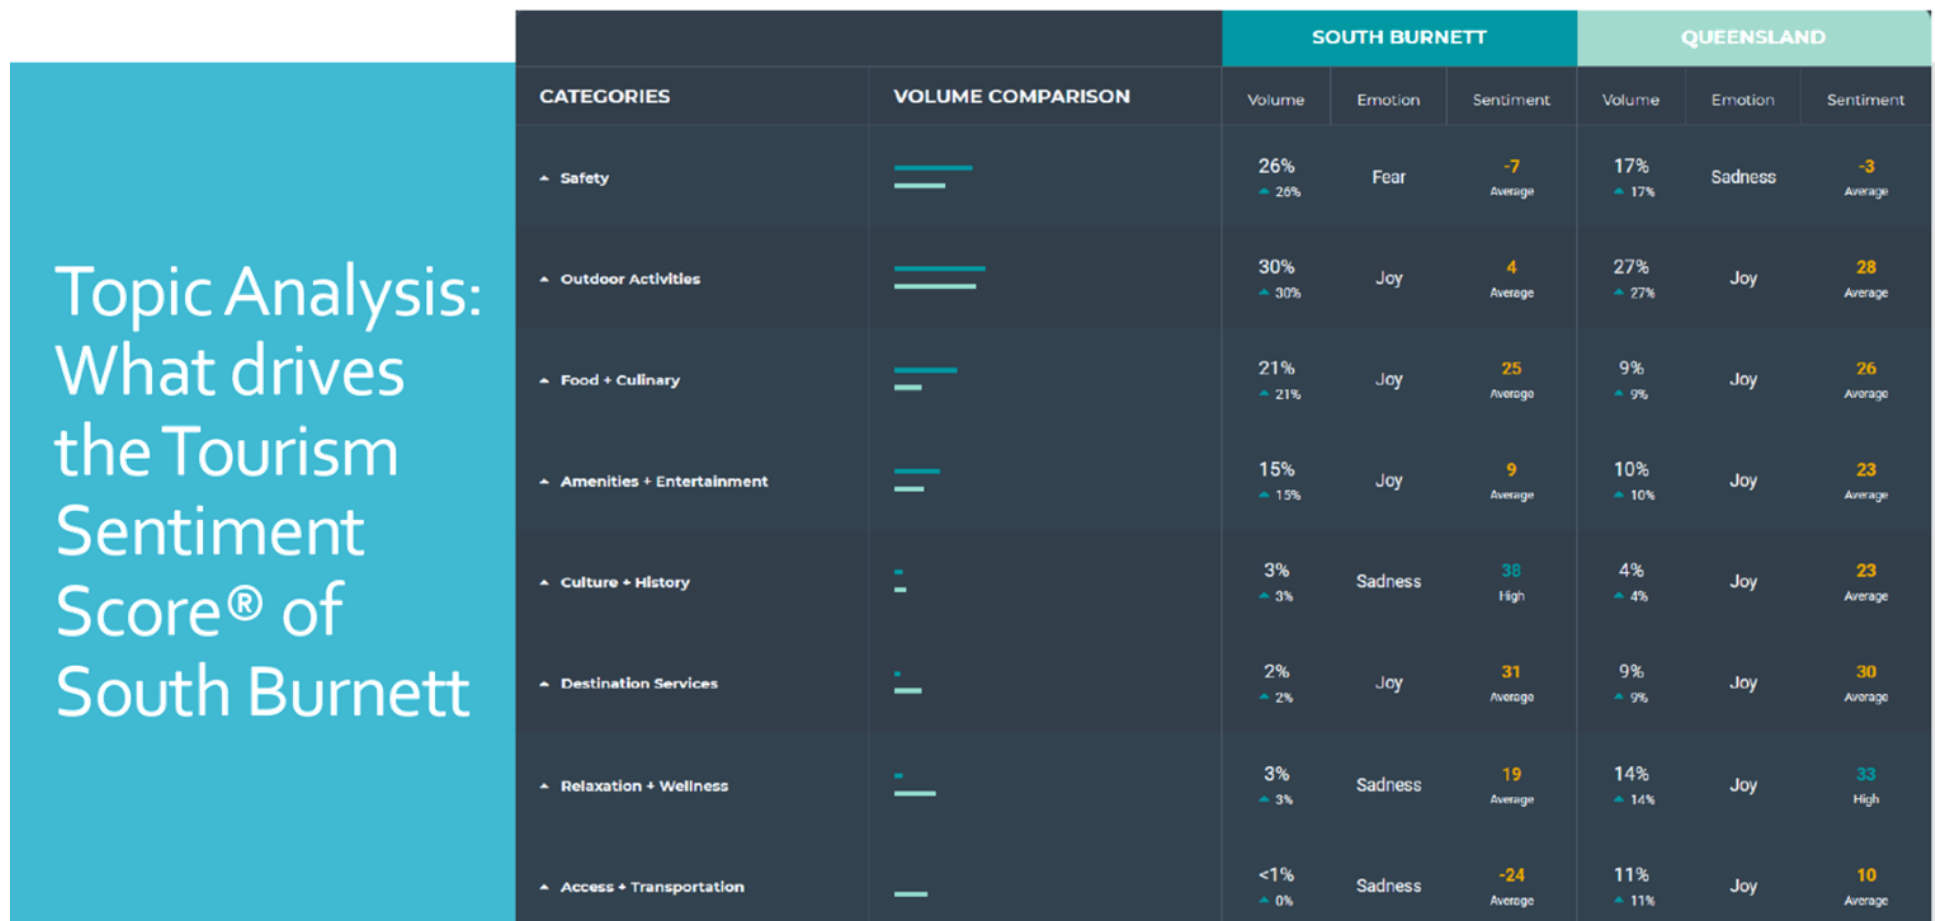 Topic Analysis:
What drives
the Tourism
Sentiment
Score® of
South Burnett
SOUTH BURNETT QUEENSLAND
CATEGORIES VOLUME COMPARISON Volume Emotion Sentiment Volume Emotion Sentiment
Safety 26% Fear -7 17% Sadness -3
26% Average 17% Average
Outdoor Activities 30% Joy 4 27% Joy 28
30% Average 27% Average
Food + Culinary 21% Joy 25 9% Joy 26
21% Average 9% Average
Amenities + Entertainment 15% Joy 9 10% Joy 23
15% Average 10% Average
Culture + History 3% Sadness 38 4% Joy 23
3% High 4% Average
Destination Services 2% Joy 31 9% Joy 30
2% Average 9% Average
Relaxation + Wellness 3% Sadness 19 14% Joy 33
3% Average 14% High
Access + Transportation <1% Sadness -24 11% Joy 10
0% Average 11% Average